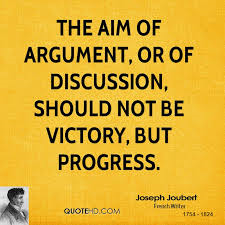 THE AIM OF
ARGUMENT, OR OF
DISCUSSION,
SHOULD NOT BE
VICTORY, BUT
PROGRESS.
Joseph Joubert
French Writer
1754 - 1824
QUOTEHD.COM